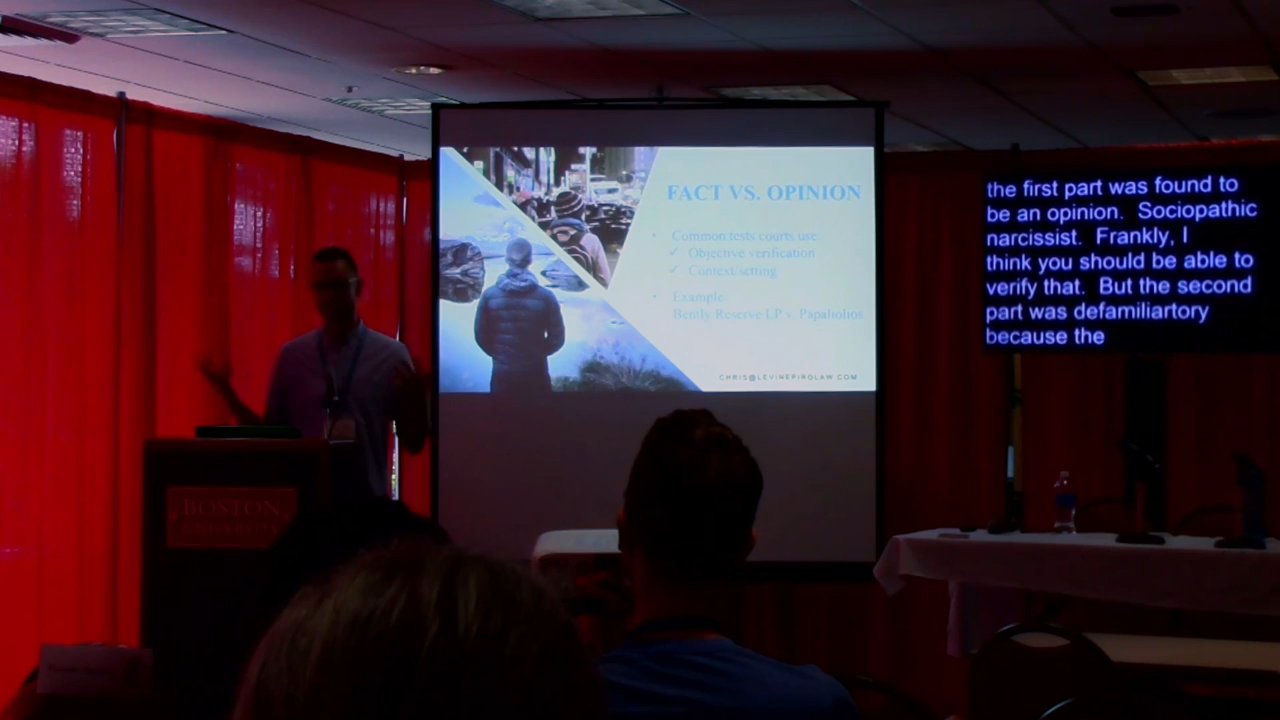 FACT VS. OPINION
• Common tests courts use:
✓ Objective verification
✓ Context/setting
• Example:
Bently Reserve LP v. Papaliolios
CHRIS@LEVINEPIROLAW.COM
the first part was found to
be an opinion. Sociopathic
narcissist. Frankly, I
think you should be able to
verify that. But the second
part was defamiliartory
because the
BOSTON
UNIVERSITY